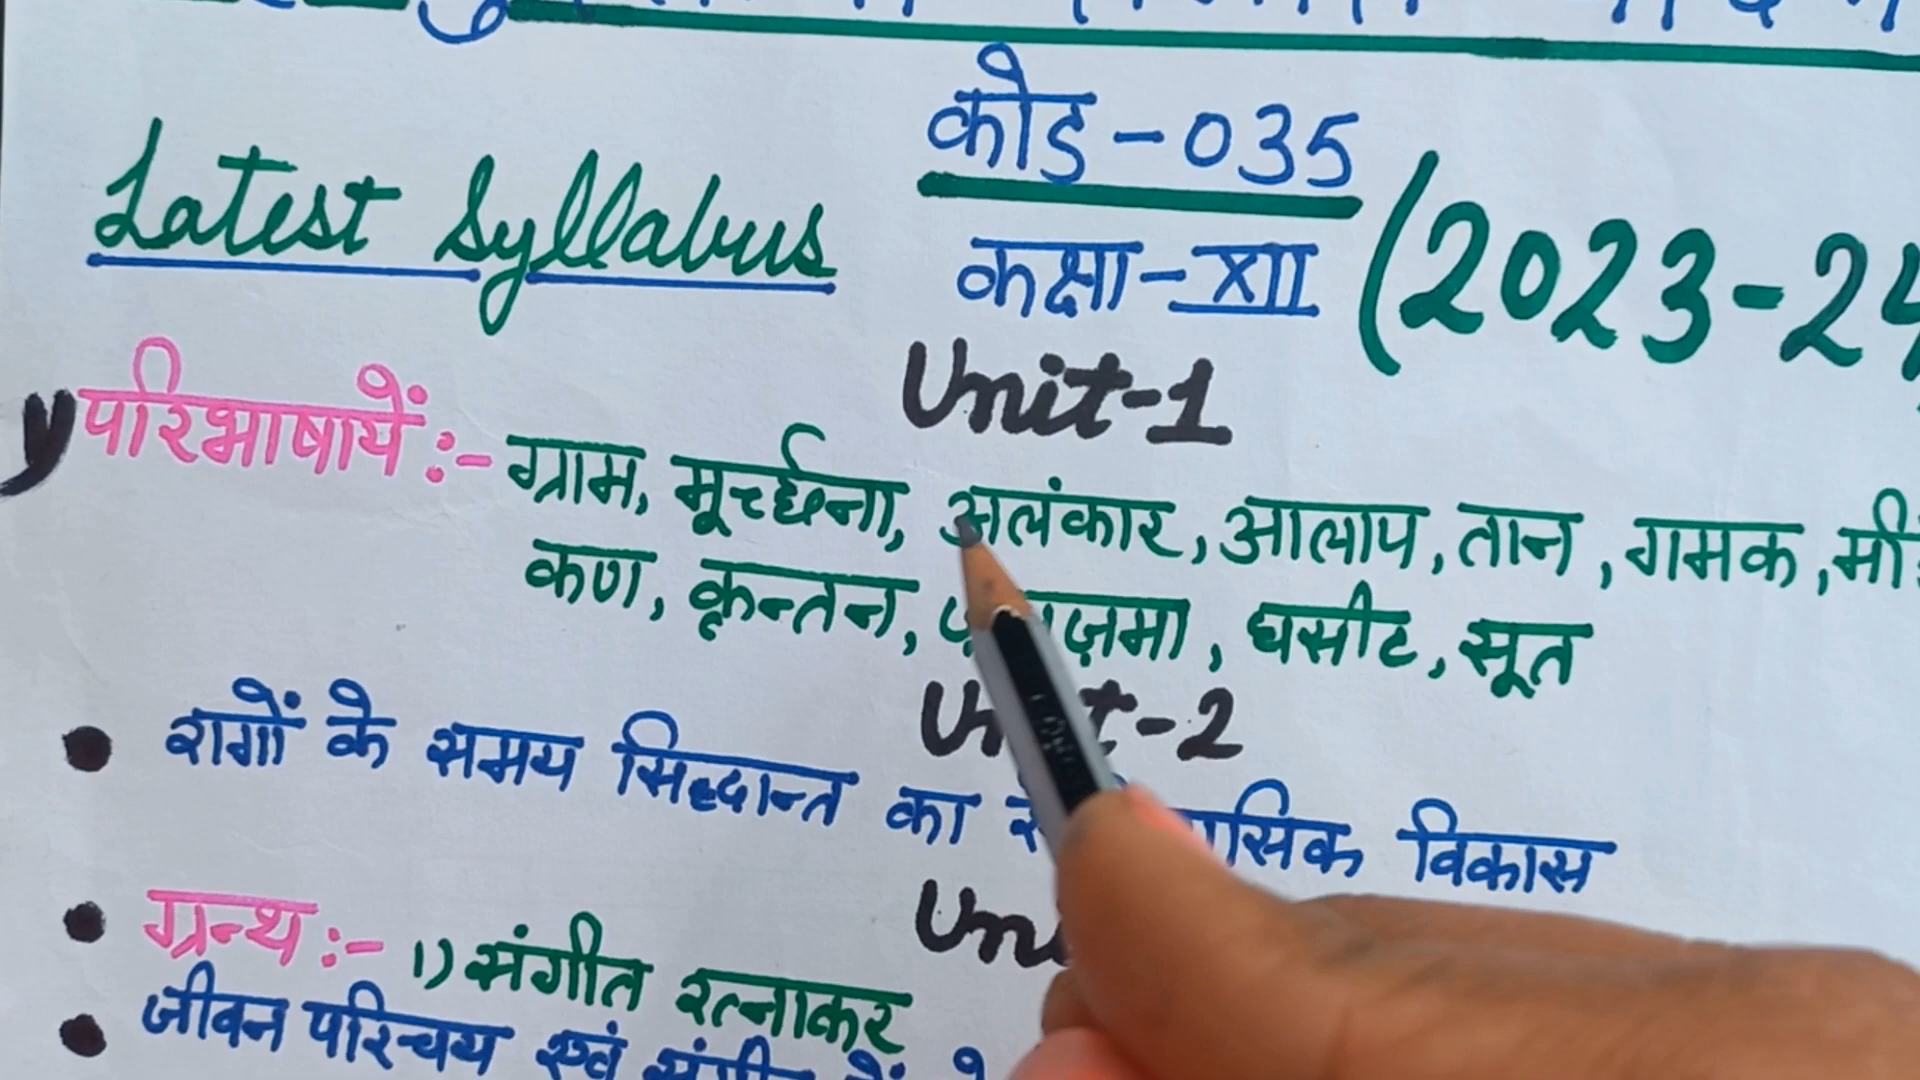 कोड-035
Latest Syllabus
कक्षा-XII (2023-24
Unit-1
परिभाषायें:- ग्राम, मूर्च्छना, अलंकार, आलाप, तान, गमक,
कण, कृन्तन, घसीट, सूत
-2
रागों के समय सिद्धान्त का विकास
ग्रन्थ:- 1) संगीत रत्नाकर
जीवन परिचय एवं